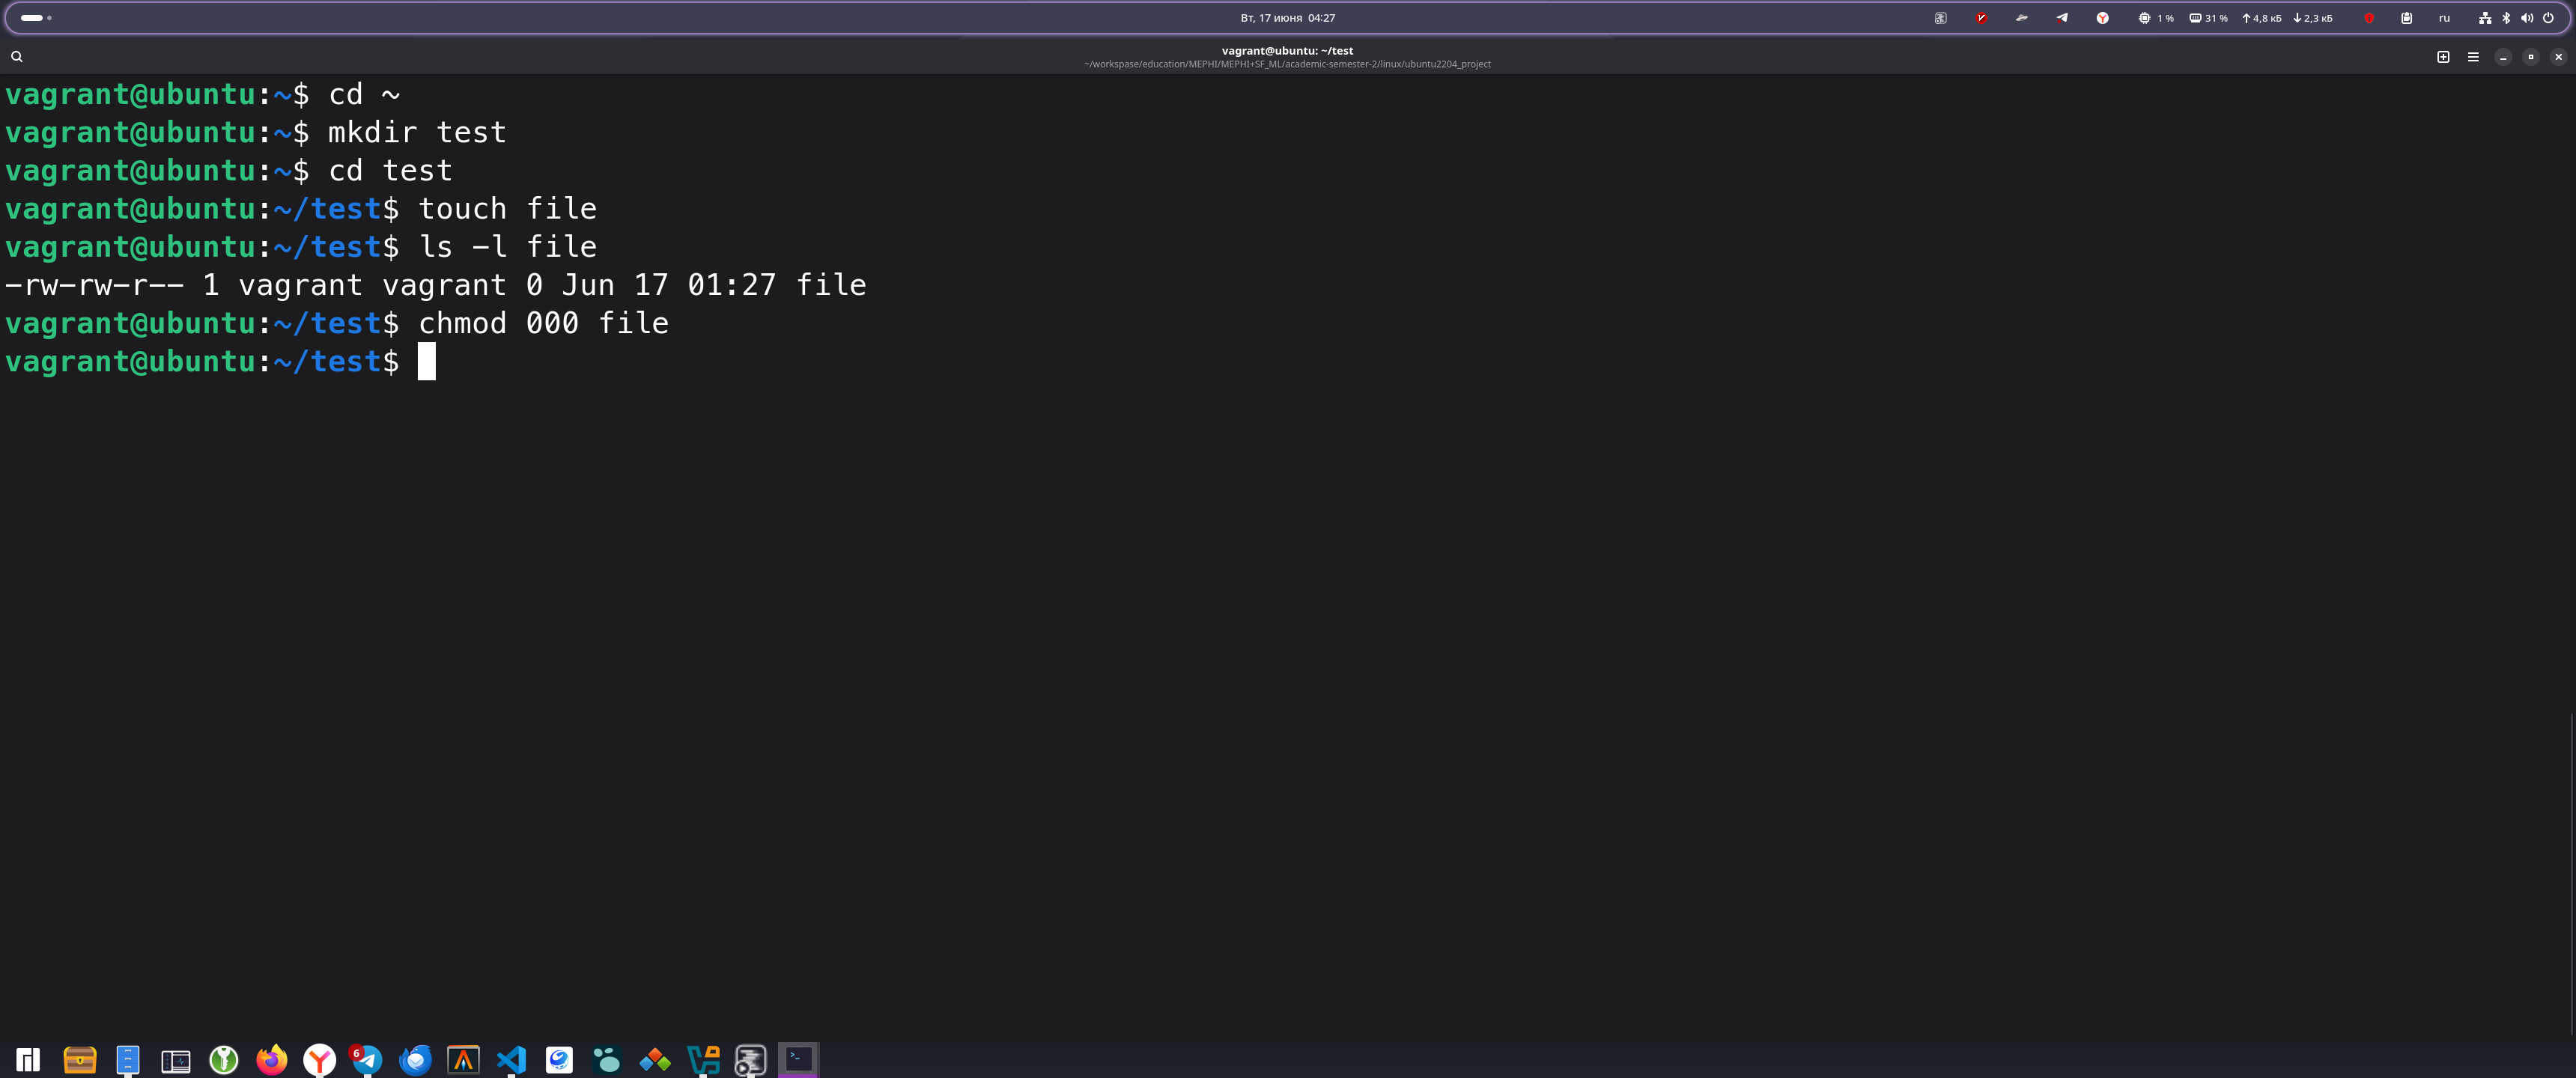 Вт, 17 июня 04:27
1 % 31 % 4,8 кБ 2,3 кБ ru
vagrant@ubuntu: ~/test
~/workspase/education/MEPHI/MEPHI+SF_ML/academic-semester-2/linux/ubuntu2204_project
vagrant@ubuntu:~$ cd ~
vagrant@ubuntu:~$ mkdir test
vagrant@ubuntu:~$ cd test
vagrant@ubuntu:~/test$ touch file
vagrant@ubuntu:~/test$ ls -l file
-rw-rw-r-- 1 vagrant vagrant 0 Jun 17 01:27 file
vagrant@ubuntu:~/test$ chmod 000 file
vagrant@ubuntu:~/test$
6